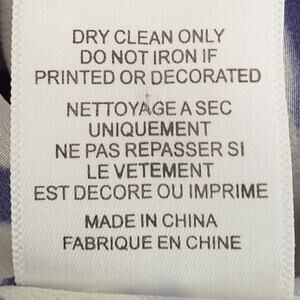 DRY CLEAN ONLY
DO NOT IRON IF
PRINTED OR DECORATED
NETTOYAGE A SEC
UNIQUEMENT
NE PAS REPASSER SI
LE VETEMENT
EST DECORE OU IMPRIME
MADE IN CHINA
FABRIQUE EN CHINE